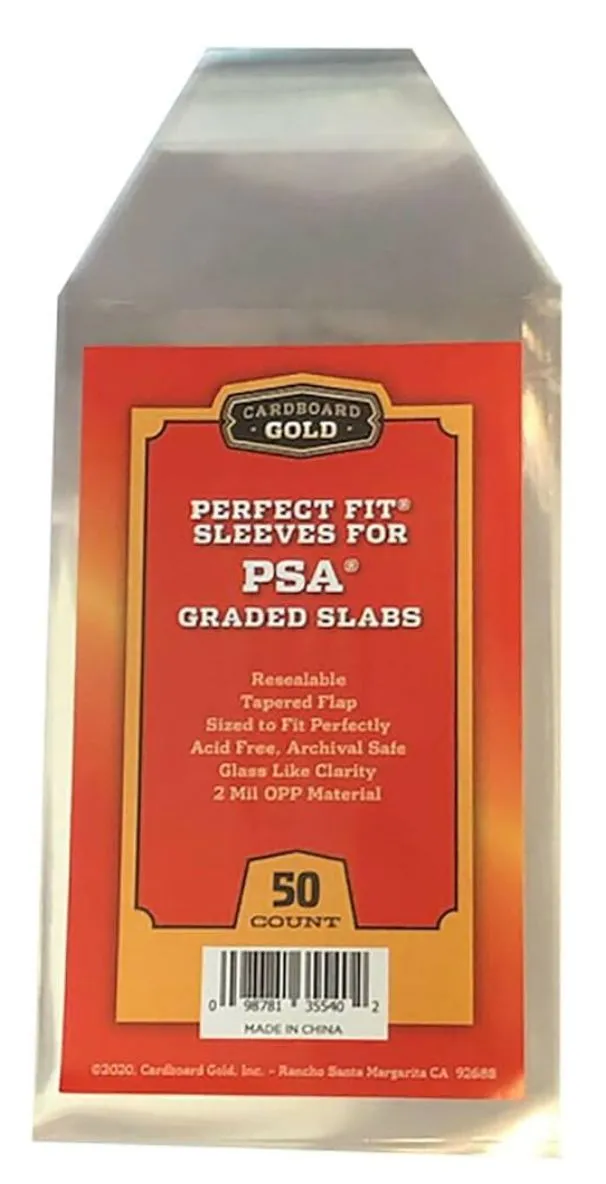 CARDBOARD
· GOLD ·
PERFECT FIT®
SLEEVES FOR
PSA®
GRADED SLABS
Resealable
Tapered Flap
Sized to Fit Perfectly
Acid Free, Archival Safe
Glass Like Clarity
2 Mil OPP Material
50
COUNT
0 98781 35540 2
MADE IN CHINA
©2020, Cardboard Gold, Inc. - Rancho Santa Margarita CA 92688